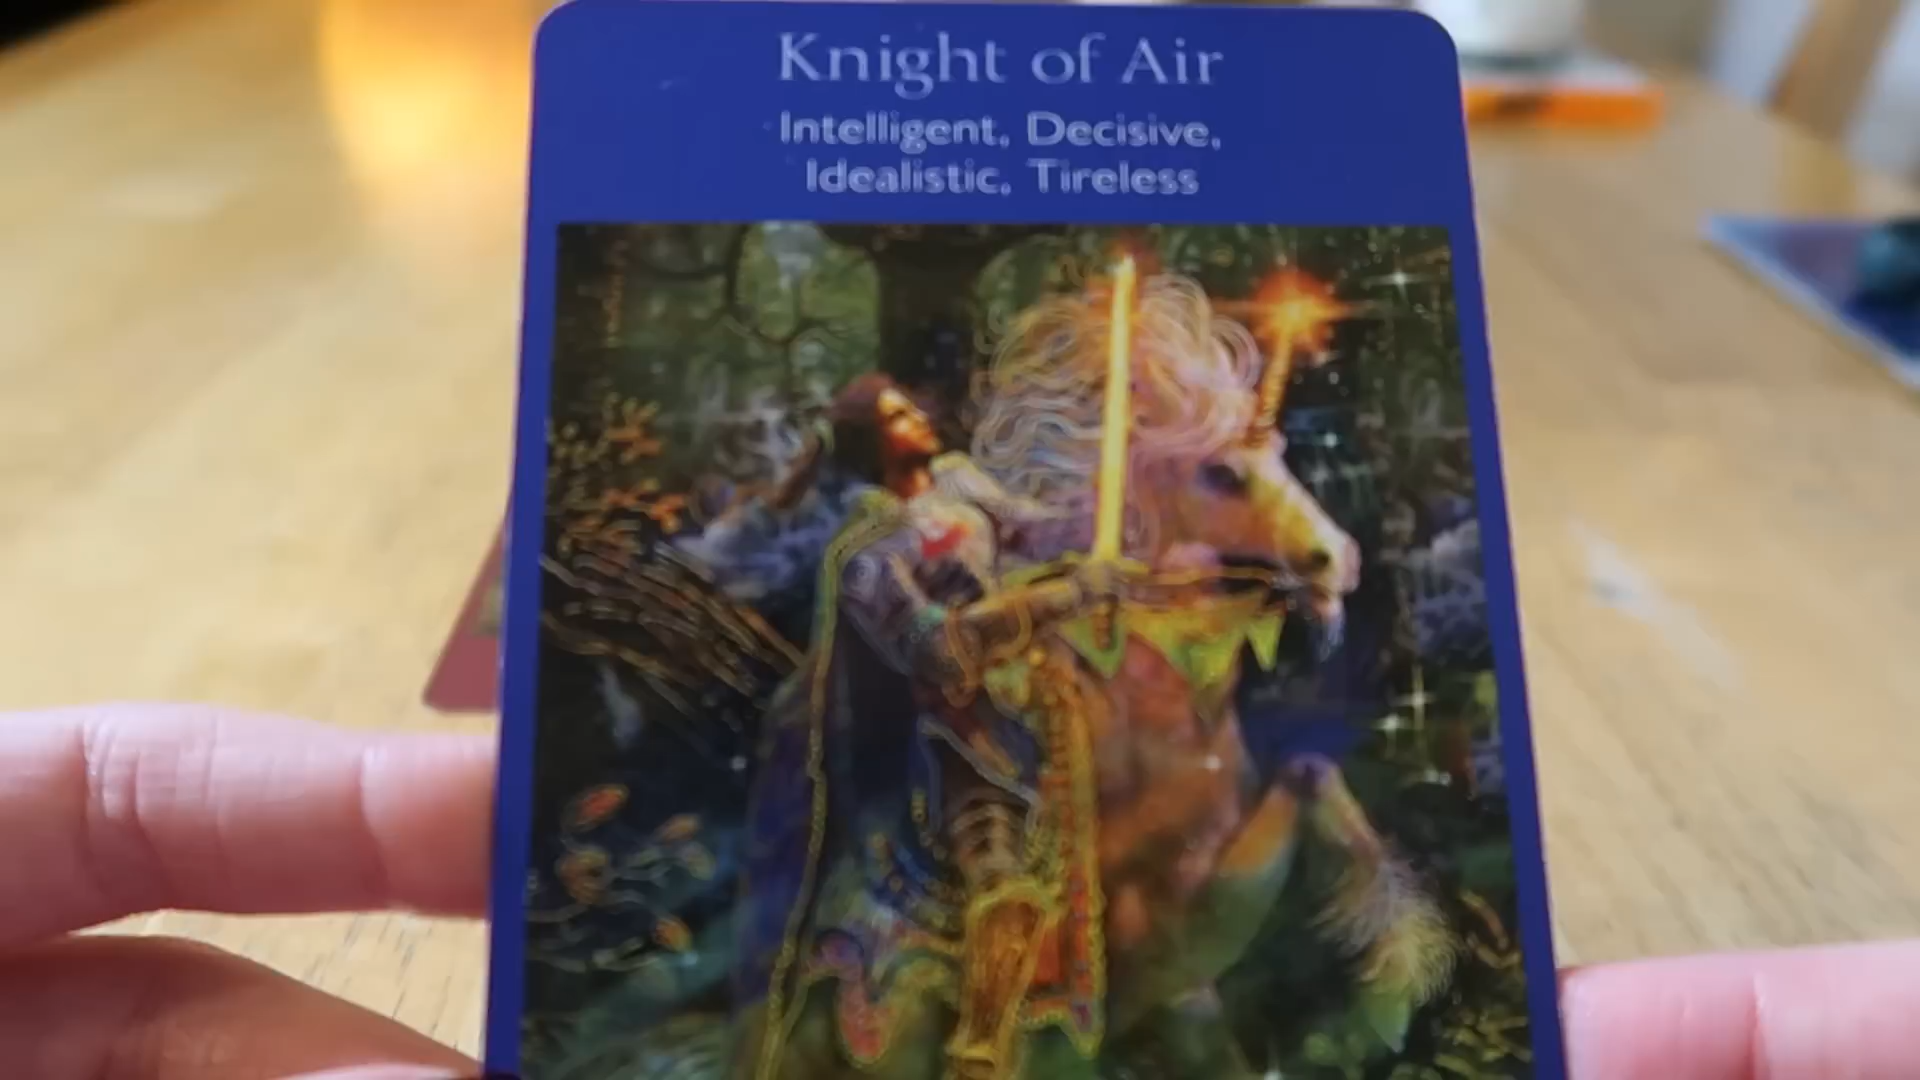 Knight of Air
Intelligent, Decisive,
Idealistic, Tireless